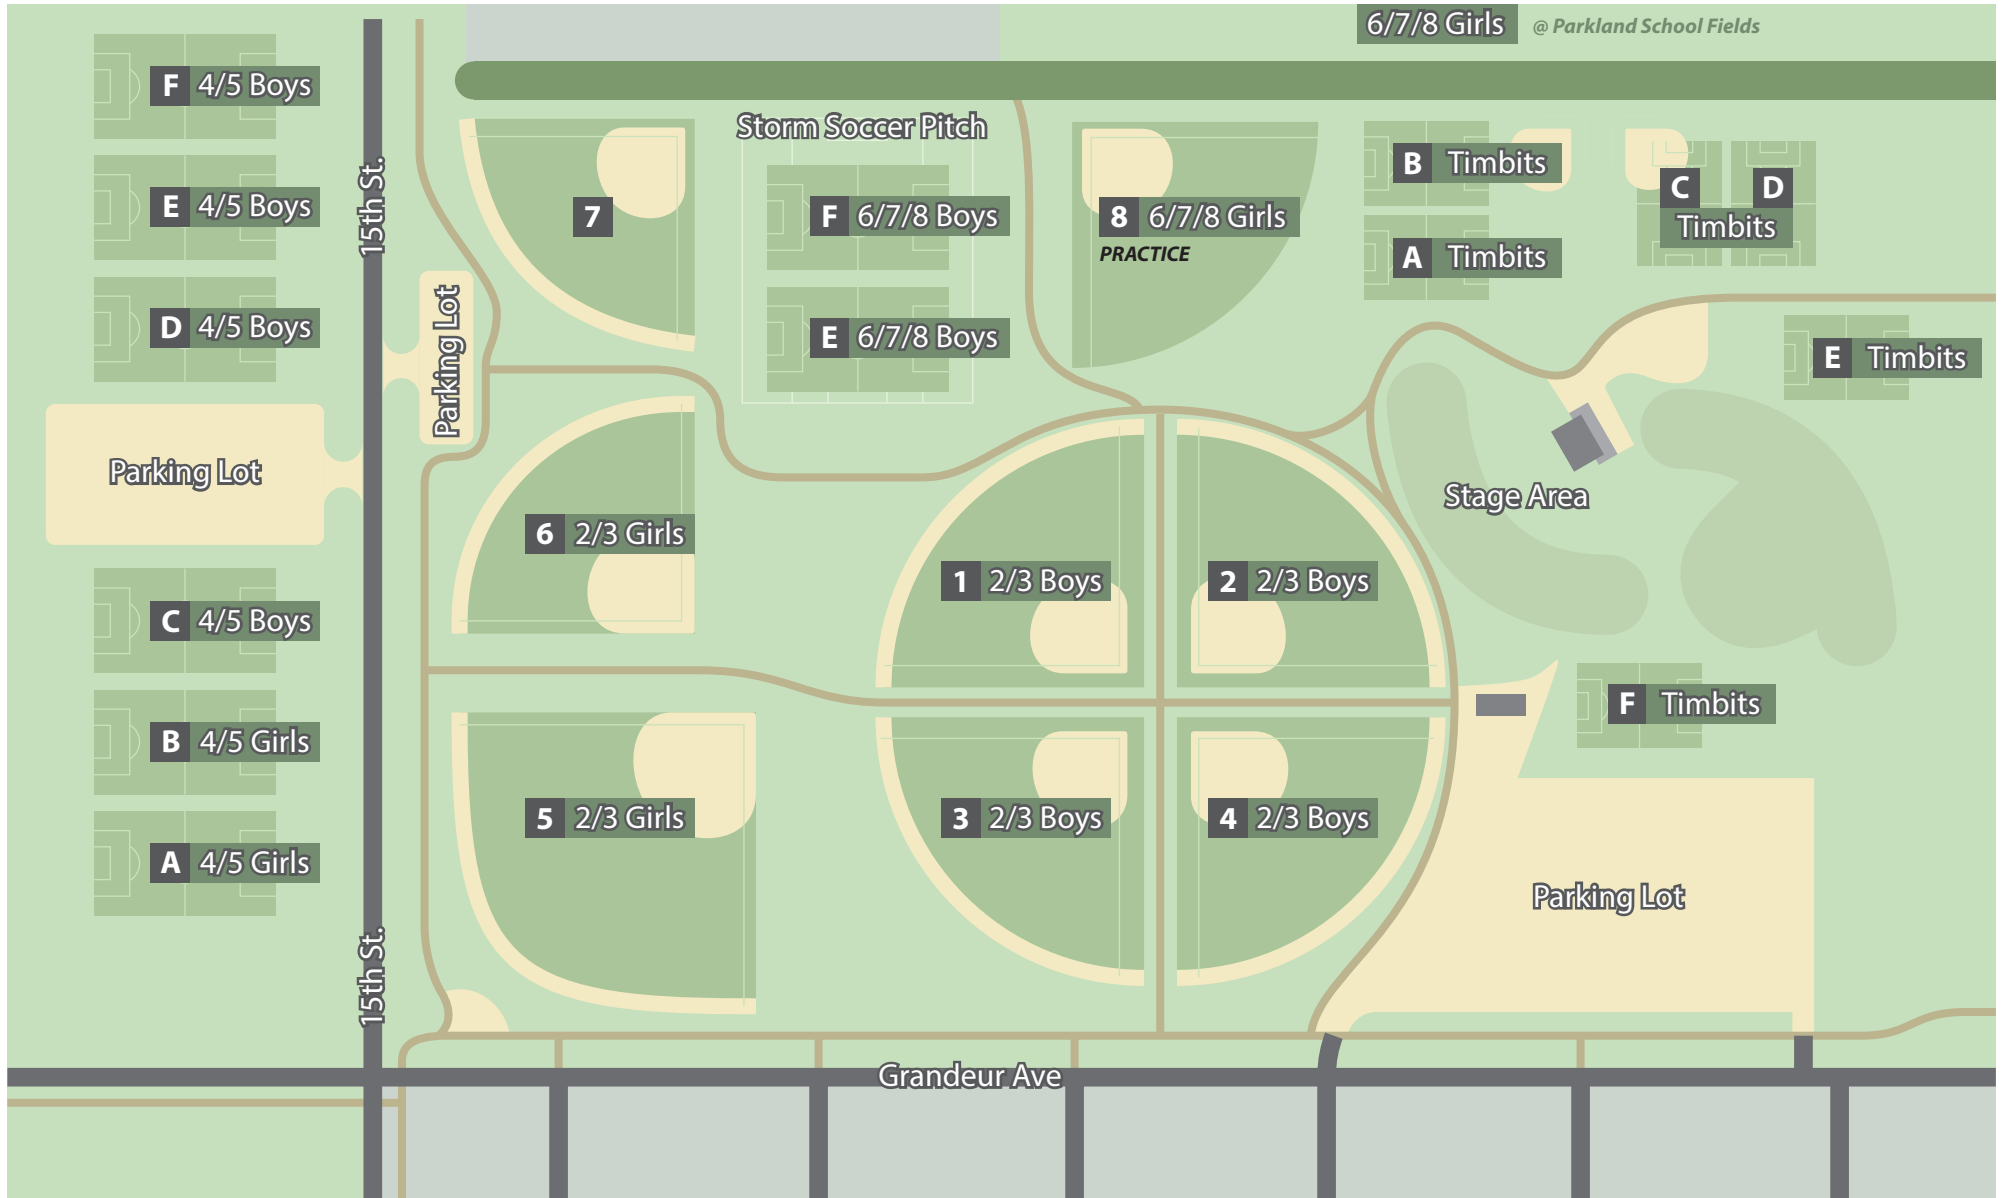 6/7/8 Girls @ Parkland School Fields
F 4/5 Boys
E 4/5 Boys
D 4/5 Boys
Parking Lot
C 4/5 Boys
B 4/5 Girls
A 4/5 Girls
15th St.
15th St.
Parking Lot
7
Storm Soccer Pitch
F 6/7/8 Boys
E 6/7/8 Boys
8 6/7/8 Girls
PRACTICE
B Timbits
A Timbits
C D
Timbits
E Timbits
Stage Area
6 2/3 Girls
1 2/3 Boys
2 2/3 Boys
F Timbits
5 2/3 Girls
3 2/3 Boys
4 2/3 Boys
Parking Lot
Grandeur Ave